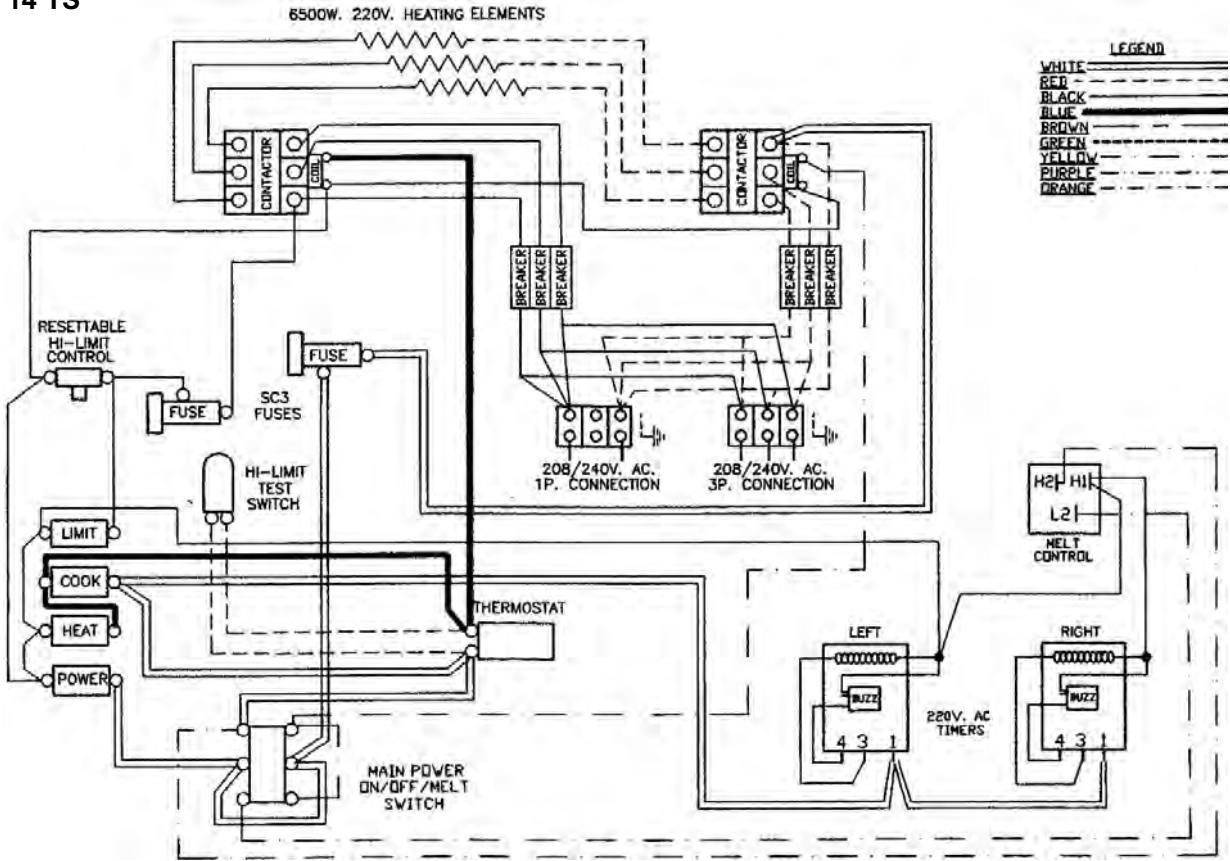 14 TS
6500W. 220V. HEATING ELEMENTS
LEGEND
WHITE
RED
BLACK
BLUE
BROWN
GREEN
YELLOW
PURPLE
ORANGE
CONTACTOR
COIL
CONTACTOR
COIL
BREAKER
BREAKER
BREAKER
BREAKER
BREAKER
BREAKER
RESETTABLE
HI-LIMIT
CONTROL
FUSE
SC3
FUSES
FUSE
208/240V. AC.
1P. CONNECTION
208/240V. AC.
3P. CONNECTION
HI-LIMIT
TEST
SWITCH
H2
H1
L2
MELT
CONTROL
LIMIT
COOK
HEAT
POWER
THERMOSTAT
LEFT
BUZZ
4 3 1
220V. AC
TIMERS
RIGHT
BUZZ
4 3 1
MAIN POWER
ON/OFF/MELT
SWITCH